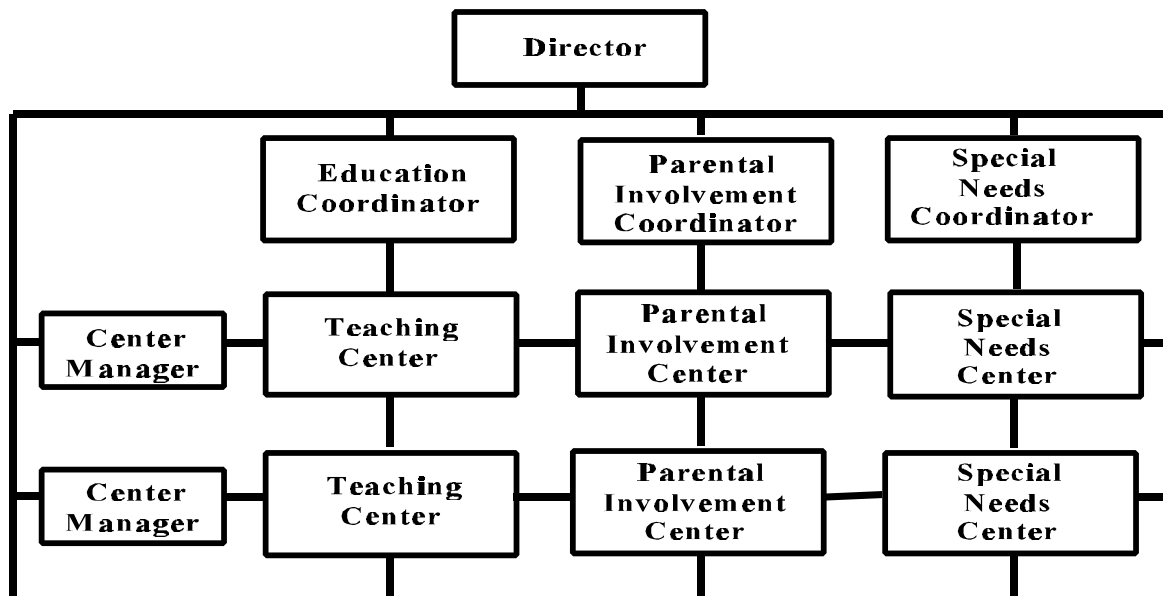 Director
Education
Coordinator
Parental
Involvement
Coordinator
Special
Needs
Coordinator
Center
Manager
Teaching
Center
Parental
Involvement
Center
Special
Needs
Center
Center
Manager
Teaching
Center
Parental
Involvement
Center
Special
Needs
Center